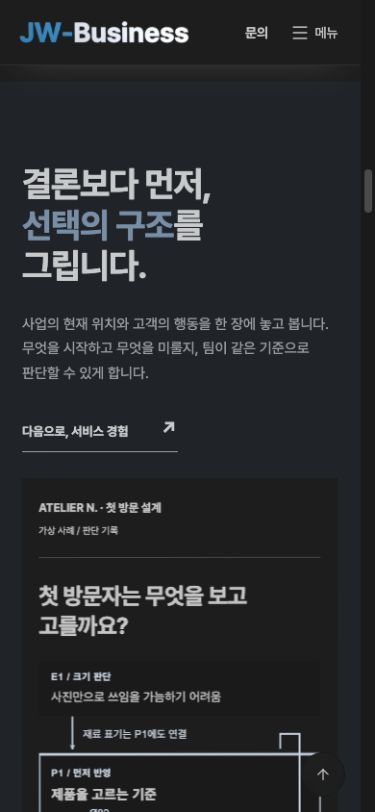 JW-Business
문의
메뉴
결론보다 먼저,
선택의 구조를
그립니다.
사업의 현재 위치와 고객의 행동을 한 장에 놓고 봅니다.
무엇을 시작하고 무엇을 미룰지, 팀이 같은 기준으로
판단할 수 있게 합니다.
다음으로, 서비스 경험
ATELIER N. · 첫 방문 설계
가상 사례 / 판단 기록
첫 방문자는 무엇을 보고
고를까요?
E1 / 크기 판단
사진만으로 쓰임을 가늠하기 어려움
재료 표기는 P1에도 연결
P1 / 먼저 반영
제품을 고르는 기준